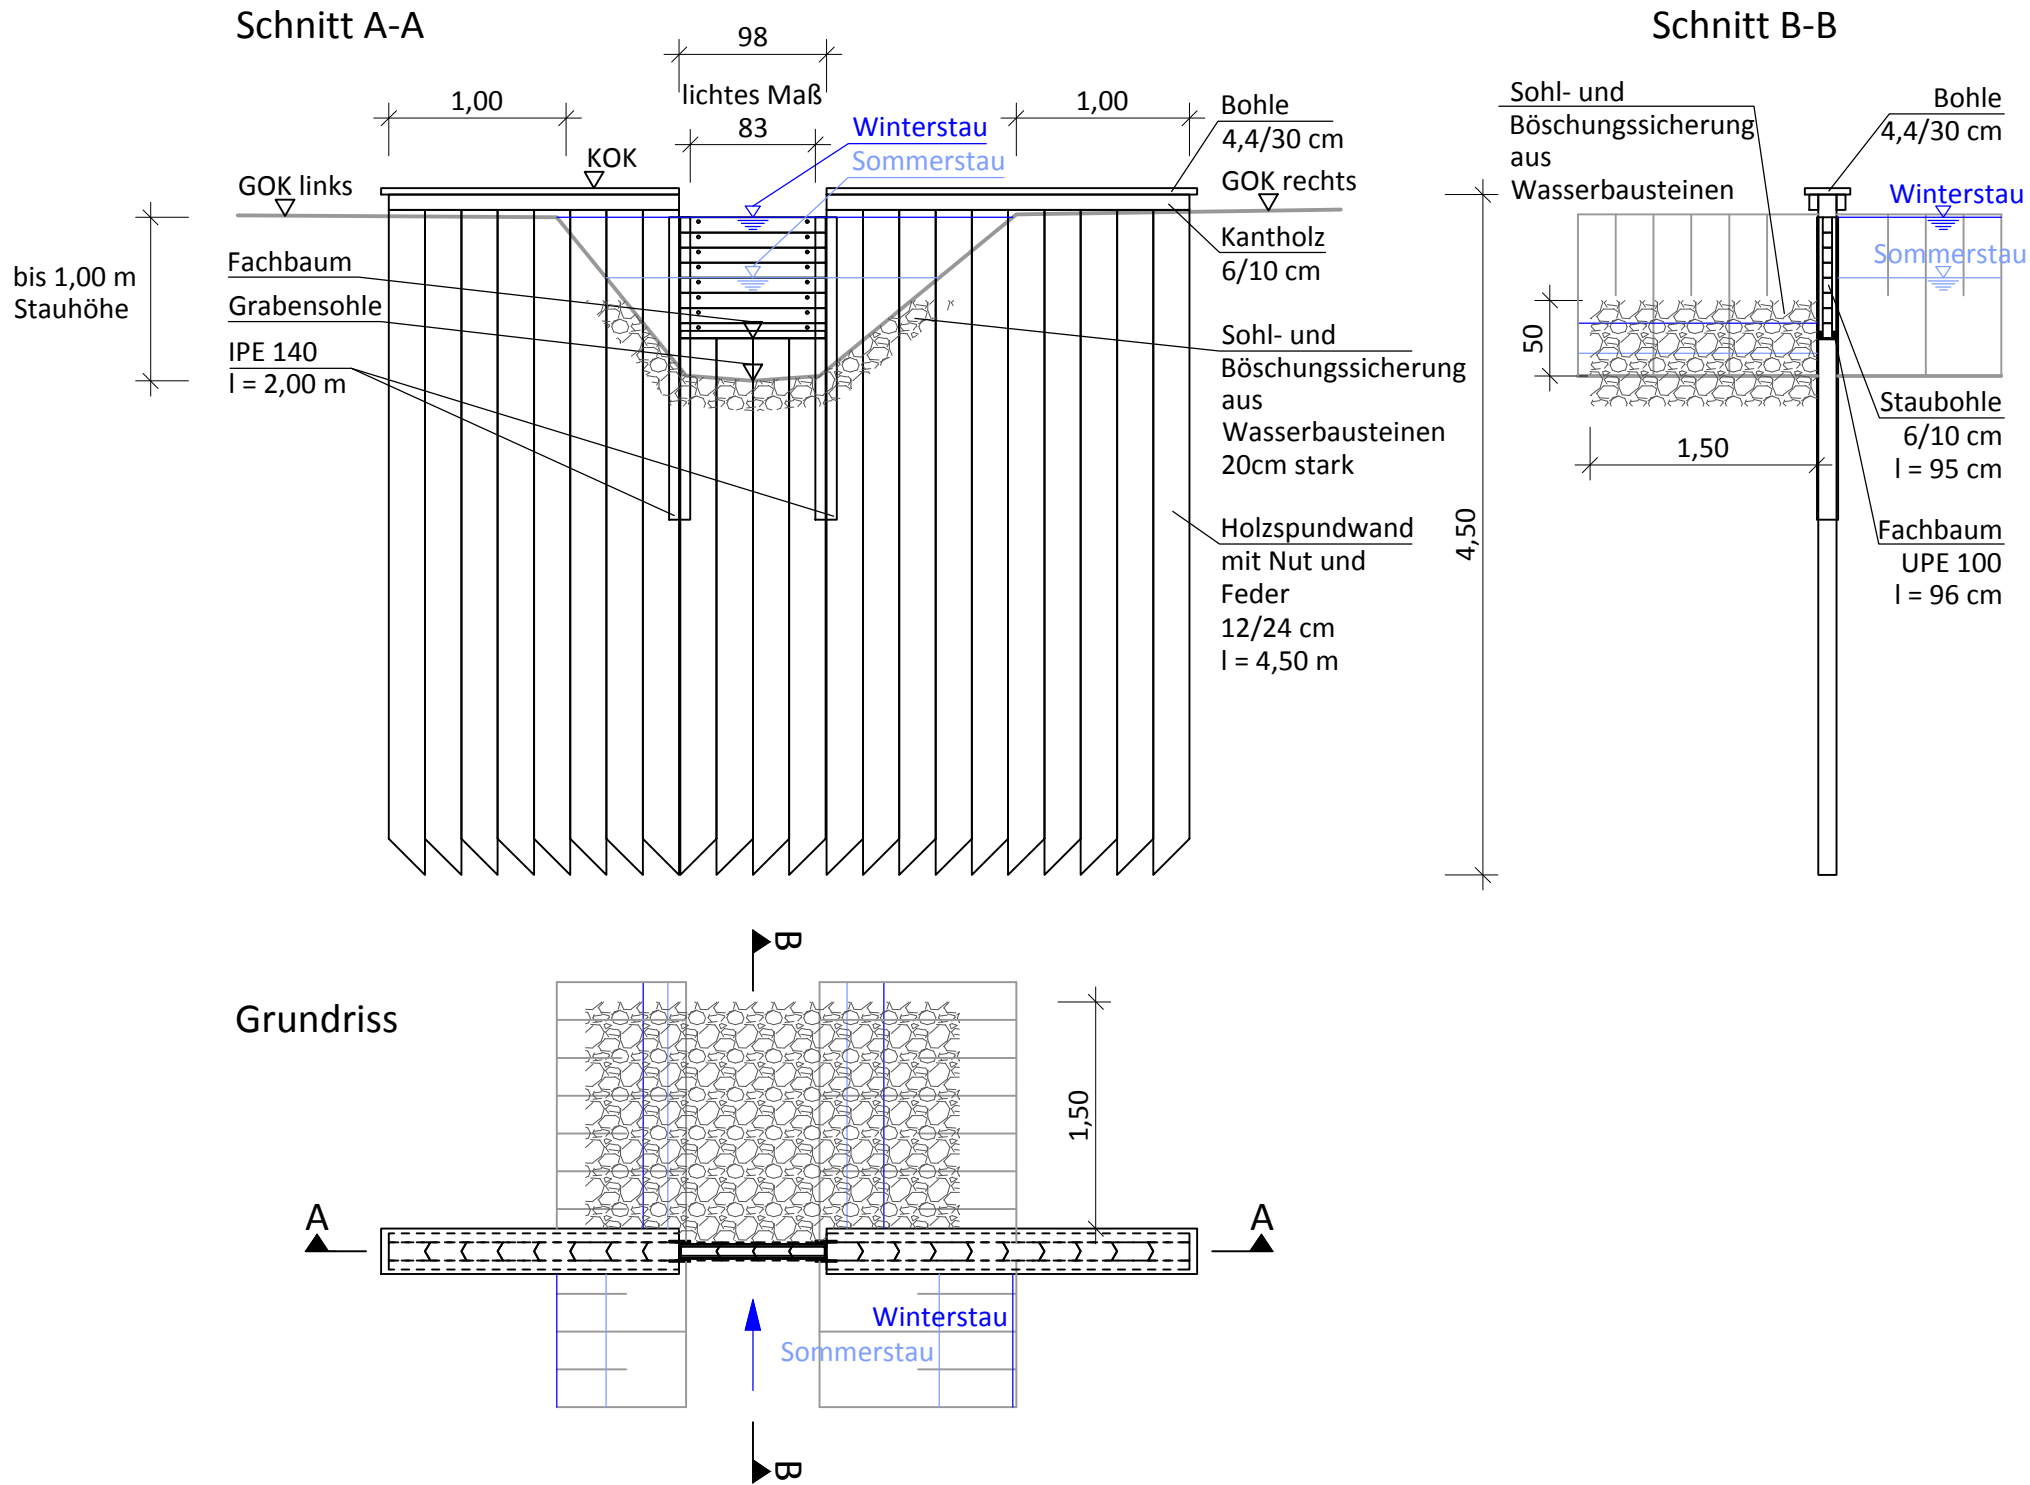 Schnitt A-A
98
1,00
lichtes Maß
83
1,00
Winterstau
Sommerstau
KOK
GOK links
Bohle
4,4/30 cm
GOK rechts
Kantholz
6/10 cm
bis 1,00 m
Stauhöhe
Fachbaum
Grabensohle
IPE 140
l = 2,00 m
Sohl- und
Böschungssicherung
aus
Wasserbausteinen
20cm stark
Holzspundwand
mit Nut und
Feder
12/24 cm
l = 4,50 m
Schnitt B-B
Sohl- und
Böschungssicherung
aus
Wasserbausteinen
Bohle
4,4/30 cm
Winterstau
Sommerstau
50
1,50
4,50
Staubohle
6/10 cm
l = 95 cm
Fachbaum
UPE 100
l = 96 cm
Grundriss
B
1,50
A
A
Winterstau
Sommerstau
B